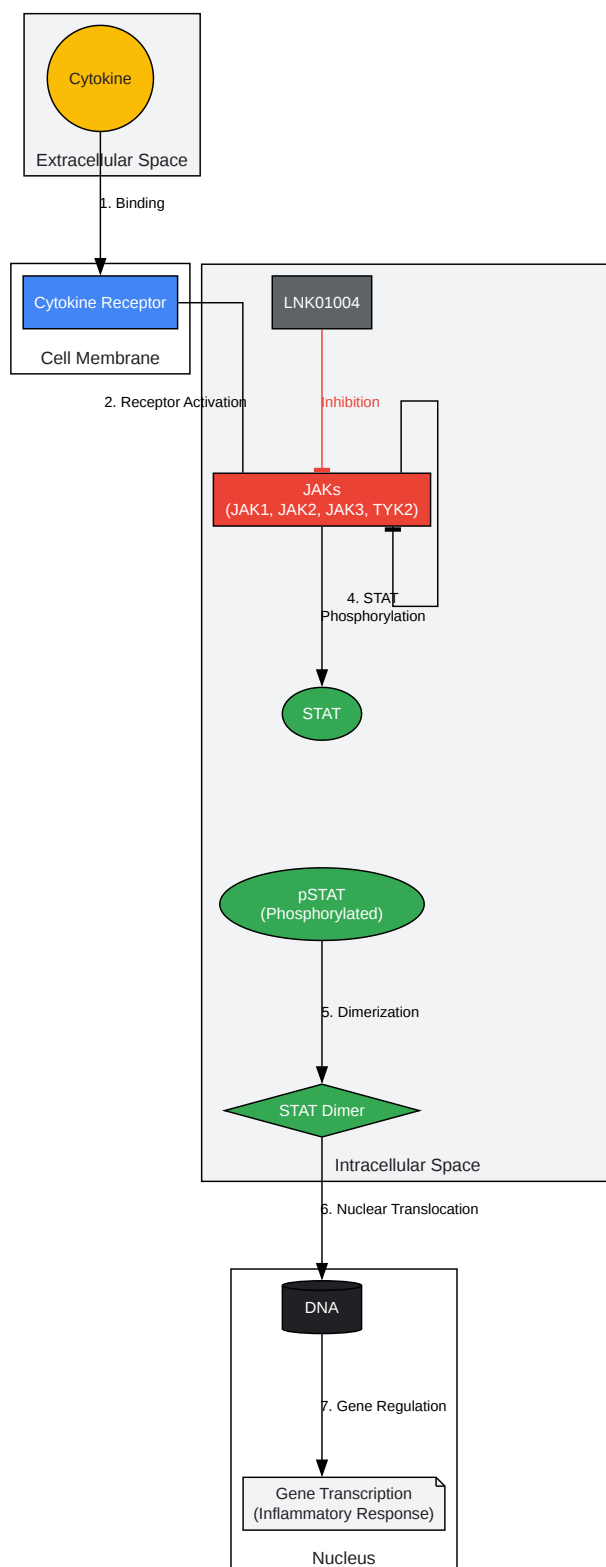 Cytokine
Extracellular Space
1. Binding
Cytokine Receptor
Cell Membrane
LNK01004
2. Receptor Activation
Inhibition
JAKs
(JAK1, JAK2, JAK3, TYK2)
4. STAT
Phosphorylation
STAT
pSTAT
(Phosphorylated)
5. Dimerization
STAT Dimer
Intracellular Space
6. Nuclear Translocation
DNA
7. Gene Regulation
Gene Transcription
(Inflammatory Response)
Nucleus